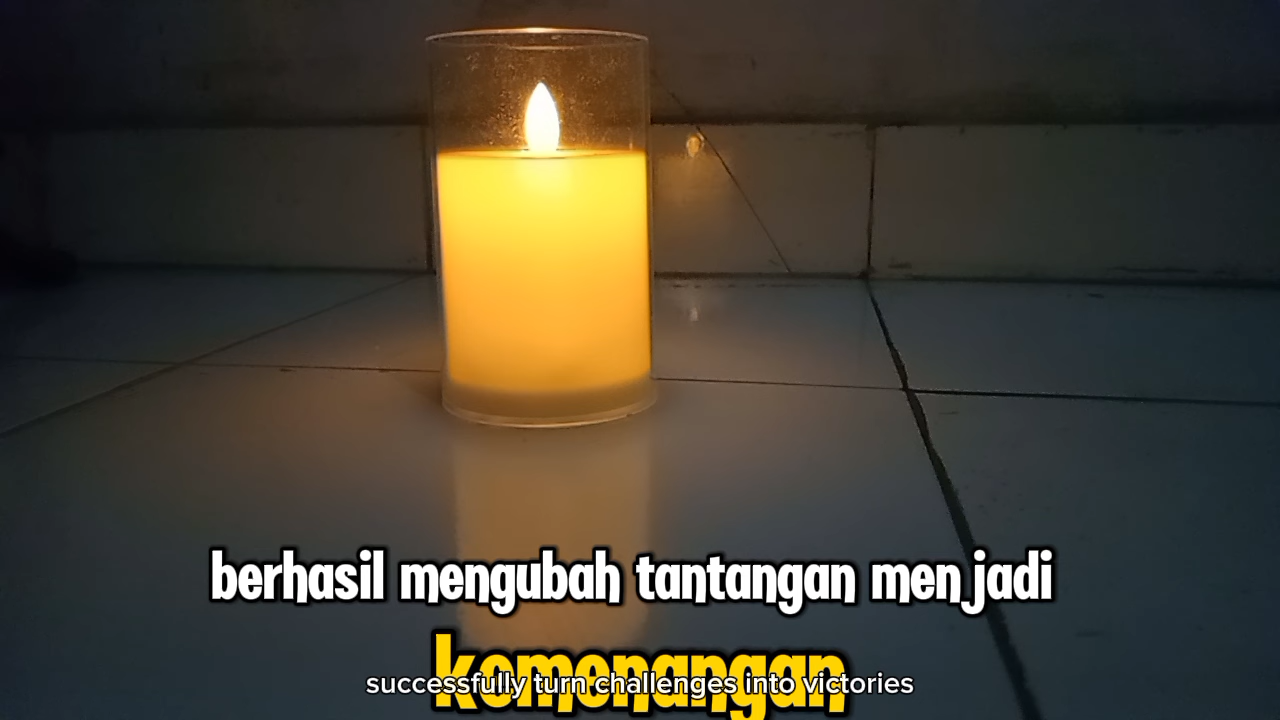 berhasil mengubah tantangan menjadi
kemenangan
successfully turn challenges into victories